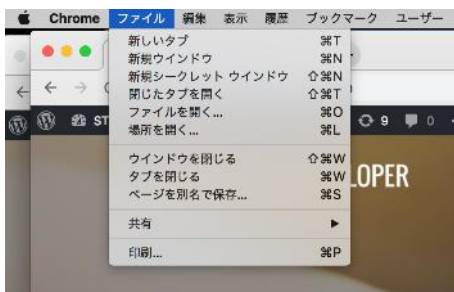 Chrome ファイル 編集 表示 履歴 ブックマーク ユーザー
新しいタブ ⌘T
新規ウインドウ ⌘N
新規シークレット ウインドウ ⇧⌘N
閉じたタブを開く ⇧⌘T
ファイルを開く... ⌘O
場所を開く... ⌘L
ST 9 0
ウインドウを閉じる ⇧⌘W
タブを閉じる ⌘W
ページを別名で保存... ⌘S
LOPER
共有 ▶
印刷... ⌘P